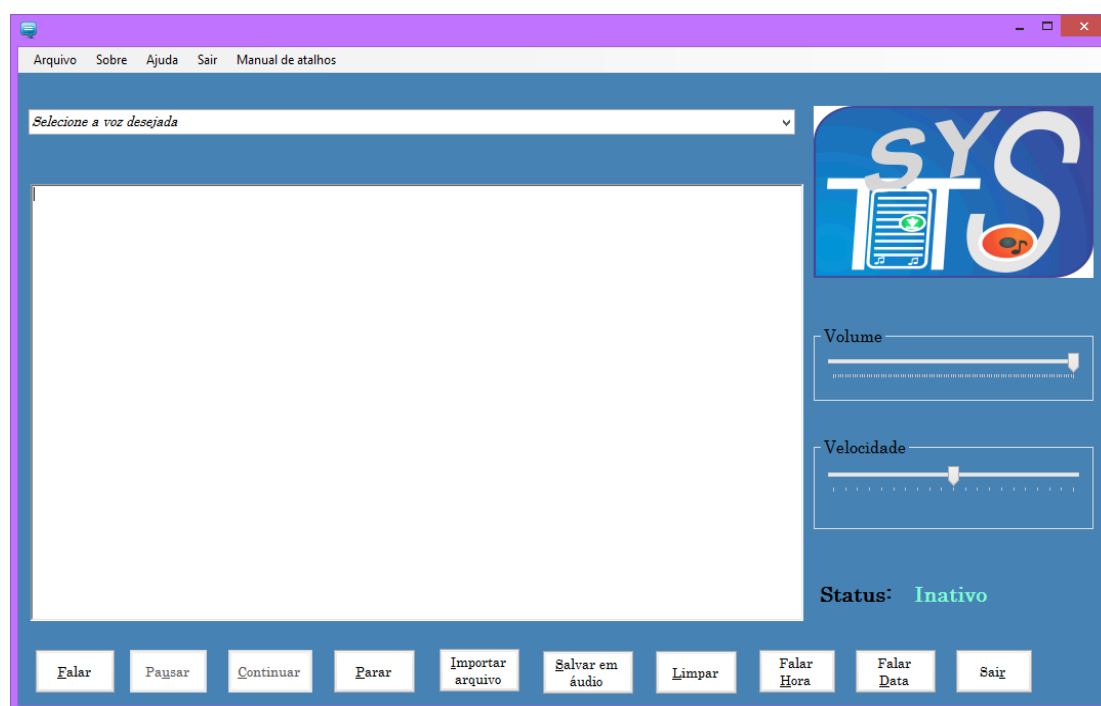 Arquivo Sobre Ajuda Sair Manual de atalhos
Selecione a voz desejada
SYS
TTS
Volume
Velocidade
Status: Inativo
Falar
Pausar
Continuar
Parar
Importar
arquivo
Salvar em
áudio
Limpar
Falar
Hora
Falar
Data
Sair